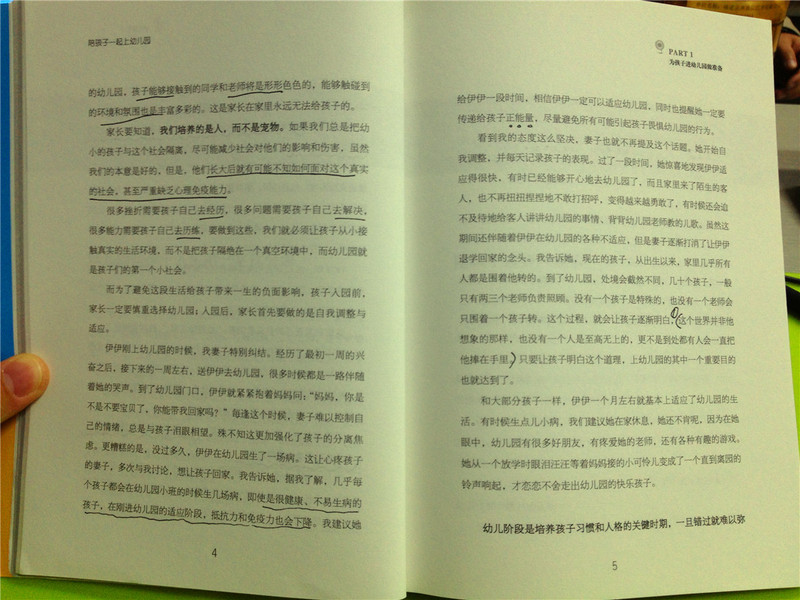 陪孩子一起上幼儿园
的幼儿园，孩子能够接触到的同学和老师将是形形色色的，能够触碰到
的环境和氛围也是丰富多彩的。这是家长在家里永远无法给予孩子的。
家长要知道，我们培养的是人，而不是宠物。如果我们总是把幼
小的孩子与这个社会隔离，尽可能减少社会对他们的影响和伤害，虽然
我们的本意是好的，但是，他们长大后就有可能不知如何面对这个真实
的社会，甚至严重缺乏心理免疫能力。
很多挫折需要孩子自己去经历，很多问题需要孩子自己去解决，
很多能力需要孩子自己去历练，要做到这些，我们就必须让孩子从小接
触真实的生活环境，而不是把孩子隔绝在一个真空环境中，而幼儿园就
是孩子们的第一个小社会。
而为了避免这段生活给孩子带来一生的负面影响，孩子入园前，
家长一定要慎重选择幼儿园；入园后，家长首先要做的是自我调整与
适应。
伊伊刚上幼儿园的时候，我妻子特别纠结。经历了最初一周的兴
奋之后，接下来的一周左右，送伊伊去幼儿园，很多时候都是一路伴随
着她的哭声。到了幼儿园门口，伊伊就紧紧抱着妈妈问：“妈妈，你是
不是不要宝贝了，你能带我回家吗？”每逢这个时候，妻子难以控制自
己的情绪，总是与孩子泪眼相望。殊不知这更加强化了孩子的分离焦
虑。更糟糕的是，没过多久，伊伊在幼儿园生了一场病。这让心疼孩子
的妻子，多次与我讨论，想让孩子回家。我告诉她，据我了解，几乎每
个孩子都会在幼儿园小班的时候生几场病，即使是很健康、不易生病的
孩子，在刚进幼儿园的适应阶段，抵抗力和免疫力也会下降。我建议她
4
PART 1
为孩子进幼儿园做准备
给伊伊一段时间，相信伊伊一定可以适应幼儿园，同时也提醒她一定要
传递给孩子正能量，尽量避免所有可能引起孩子畏惧幼儿园的行为。
看到我的态度这么坚决，妻子也就不再提及这个话题。她开始自
我调整，并每天记录孩子的表现。过了一段时间，她惊喜地发现伊伊适
应得很快，有时已经能够开心地去幼儿园了，而且家里来了陌生的客
人，也不再扭扭捏捏地不敢打招呼，变得越来越勇敢了，有时候还会迫
不及待地给客人讲讲幼儿园的事情、背背幼儿园老师教的儿歌。虽然这
期间还伴随着伊伊在幼儿园的各种不适应，但是妻子逐渐打消了让伊伊
退学回家的念头。我告诉她，现在的孩子，从出生以来，家里几乎所有
人都是围着他转的。到了幼儿园，处境会截然不同，几十个孩子，一般
只有两三个老师负责照顾。没有一个孩子是特殊的，也没有一个老师会
只围着一个孩子转。这个过程，就会让孩子逐渐明白，这个世界并非他
想象的那样，也没有一个人是至高无上的，更不是到处都有人会一直把
他捧在手里，只要让孩子明白这个道理，上幼儿园的其中一个重要目的
也就达到了。
和大部分孩子一样，伊伊一个月左右就基本上适应了幼儿园的生
活。有时候生点儿小病，我们建议她在家休息，她还不肯呢，因为在她
眼中，幼儿园有很多好朋友，有疼爱她的老师，还有各种有趣的游戏。
她从一个放学时眼泪汪汪等着妈妈接的小可怜儿变成了一个直到离园的
铃声响起，才恋恋不舍走出幼儿园的快乐孩子。
幼儿阶段是培养孩子习惯和人格的关键时期，一旦错过就难以弥
5